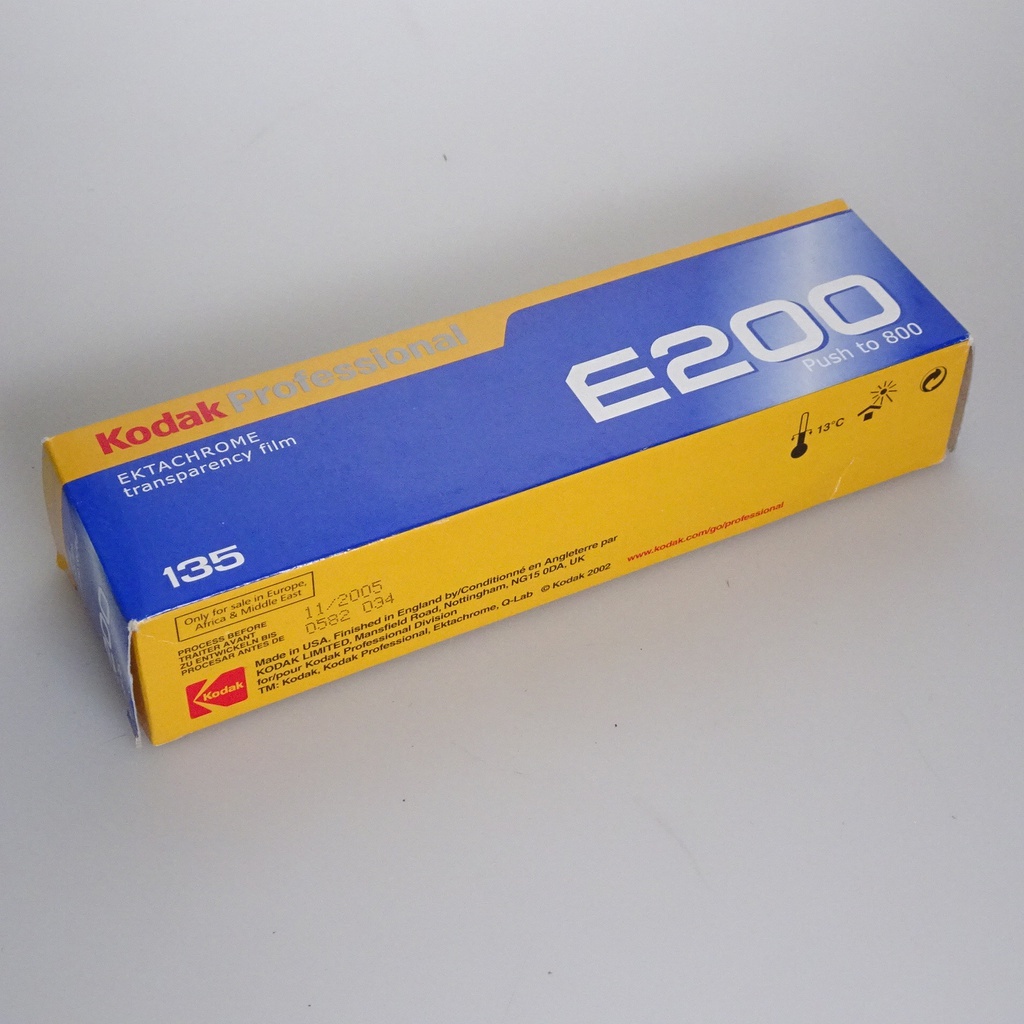 Kodak Professional
EKTACHROME
transparency film
E200
Push to 800
135
13°C
Only for sale in Europe,
Africa & Middle East
11/2005
0582 034
PROCESS BEFORE
TRAITER AVANT
ZU ENTWICKELN BIS
PROCESAR ANTES DE
Kodak
Made in USA. Finished in England by/Conditionné en Angleterre par
KODAK LIMITED, Mansfield Road, Nottingham, NG15 0DA, UK
for/pour Kodak Professional Division
TM: Kodak, Kodak Professional, Ektachrome, Q-Lab © Kodak 2002
www.kodak.com/go/professional